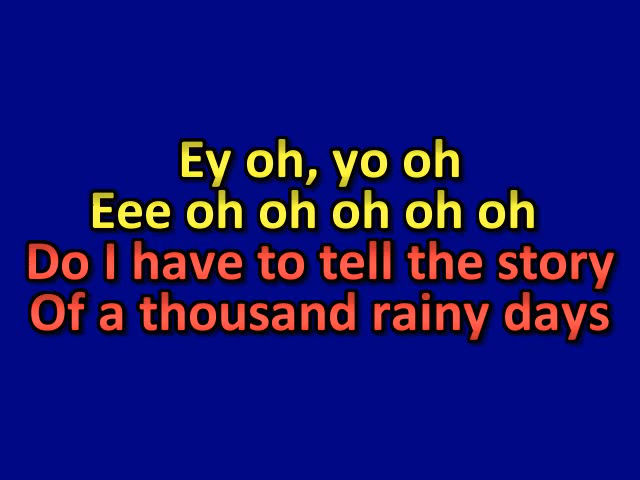 Ey oh, yo oh
Eee oh oh oh oh oh
Do I have to tell the story
Of a thousand rainy days